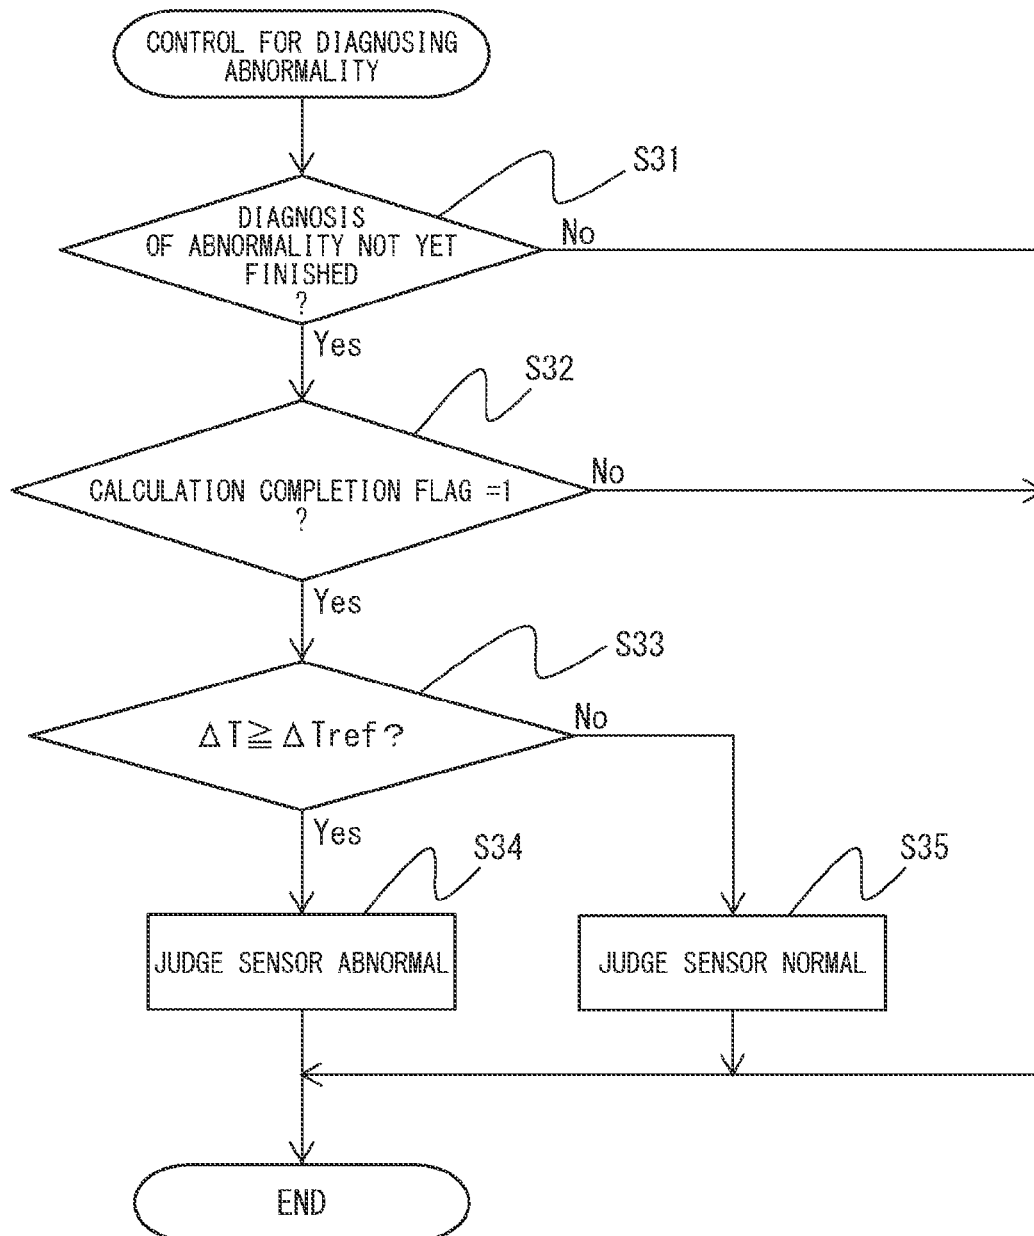 CONTROL FOR DIAGNOSING
ABNORMALITY
S31
DIAGNOSIS
OF ABNORMALITY NOT YET
FINISHED
?
No
Yes
S32
CALCULATION COMPLETION FLAG =1
?
No
Yes
S33
ΔT≧ΔTref?
No
Yes
S34
S35
JUDGE SENSOR ABNORMAL
JUDGE SENSOR NORMAL
END